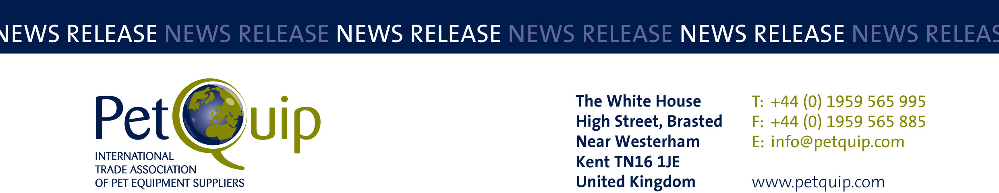 NEWS RELEASE NEWS RELEASE NEWS RELEASE NEWS RELEASE NEWS RELEASE NEWS RELEAS
PetQuip
INTERNATIONAL
TRADE ASSOCIATION
OF PET EQUIPMENT SUPPLIERS
The White House
High Street, Brasted
Near Westerham
Kent TN16 1JE
United Kingdom
T: +44 (0) 1959 565 995
F: +44 (0) 1959 565 885
E: info@petquip.com
www.petquip.com